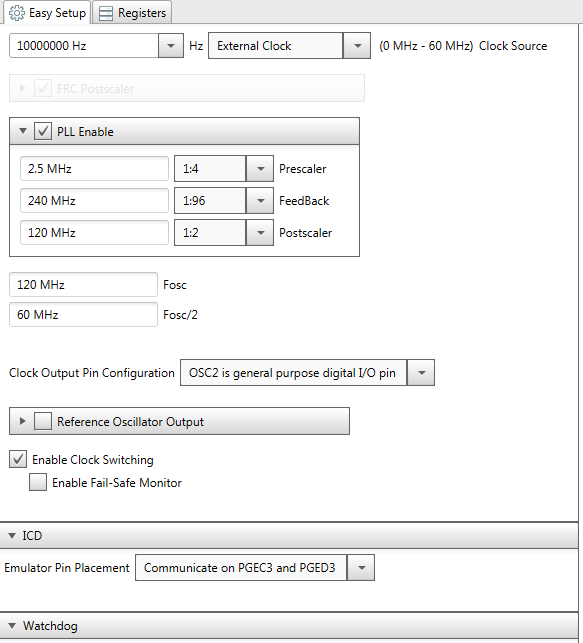 Easy Setup Registers
10000000 Hz Hz External Clock (0 MHz - 60 MHz) Clock Source
FRC Postscaler
PLL Enable
2.5 MHz 1:4 Prescaler
240 MHz 1:96 FeedBack
120 MHz 1:2 Postscaler
120 MHz Fosc
60 MHz Fosc/2
Clock Output Pin Configuration OSC2 is general purpose digital I/O pin
Reference Oscillator Output
Enable Clock Switching
Enable Fail-Safe Monitor
ICD
Emulator Pin Placement Communicate on PGEC3 and PGED3
Watchdog